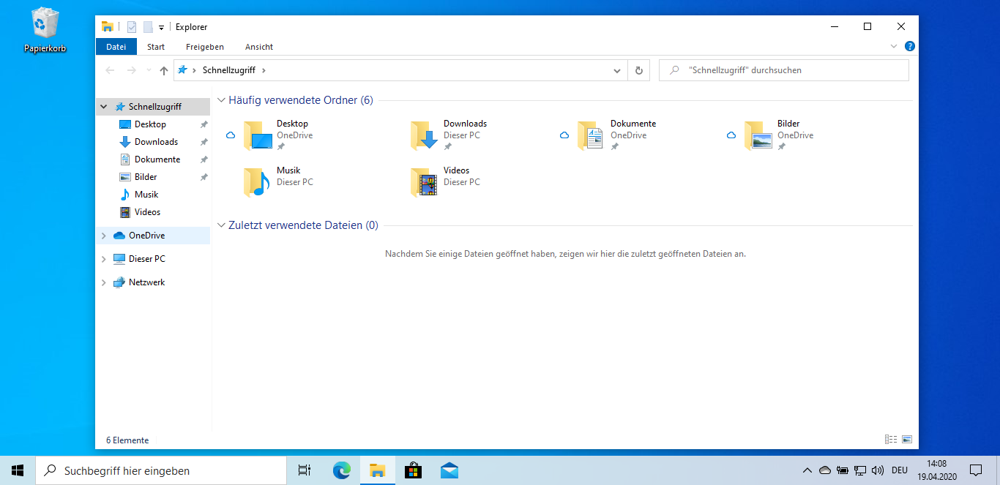 Papierkorb
Explorer
Datei Start Freigeben Ansicht
Schnellzugriff
"Schnellzugriff" durchsuchen
Schnellzugriff
Desktop
Downloads
Dokumente
Bilder
Musik
Videos
OneDrive
Dieser PC
Netzwerk
Häufig verwendete Ordner (6)
Desktop
OneDrive
Downloads
Dieser PC
Dokumente
OneDrive
Bilder
OneDrive
Musik
Dieser PC
Videos
Dieser PC
Zuletzt verwendete Dateien (0)
Nachdem Sie einige Dateien geöffnet haben, zeigen wir hier die zuletzt geöffneten Dateien an.
6 Elemente
Suchbegriff hier eingeben
DEU
14:08
19.04.2020